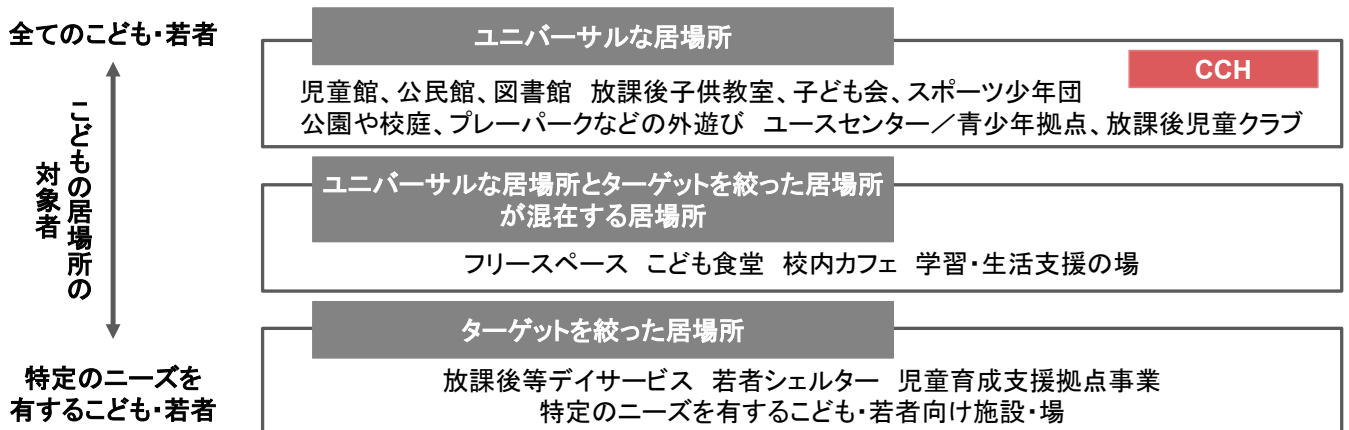 全てのこども・若者
こどもの居場所の
対象者
特定のニーズを
有するこども・若者
ユニバーサルな居場所
CCH
児童館、公民館、図書館 放課後子供教室、子ども会、スポーツ少年団
公園や校庭、プレーパークなどの外遊び ユースセンター／青少年拠点、放課後児童クラブ
ユニバーサルな居場所とターゲットを絞った居場所
が混在する居場所
フリースペース こども食堂 校内カフェ 学習・生活支援の場
ターゲットを絞った居場所
放課後等デイサービス 若者シェルター 児童育成支援拠点事業
特定のニーズを有するこども・若者向け施設・場